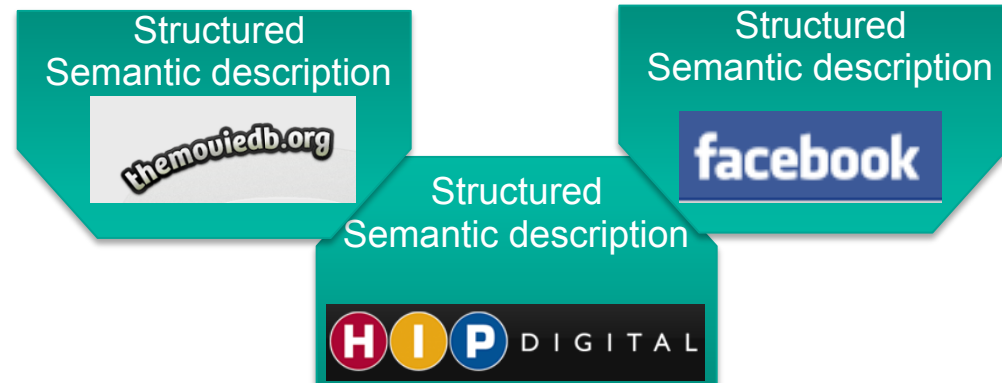 Structured
Semantic description
themoviedb.org
Structured
Semantic description
facebook
Structured
Semantic description
HIP DIGITAL